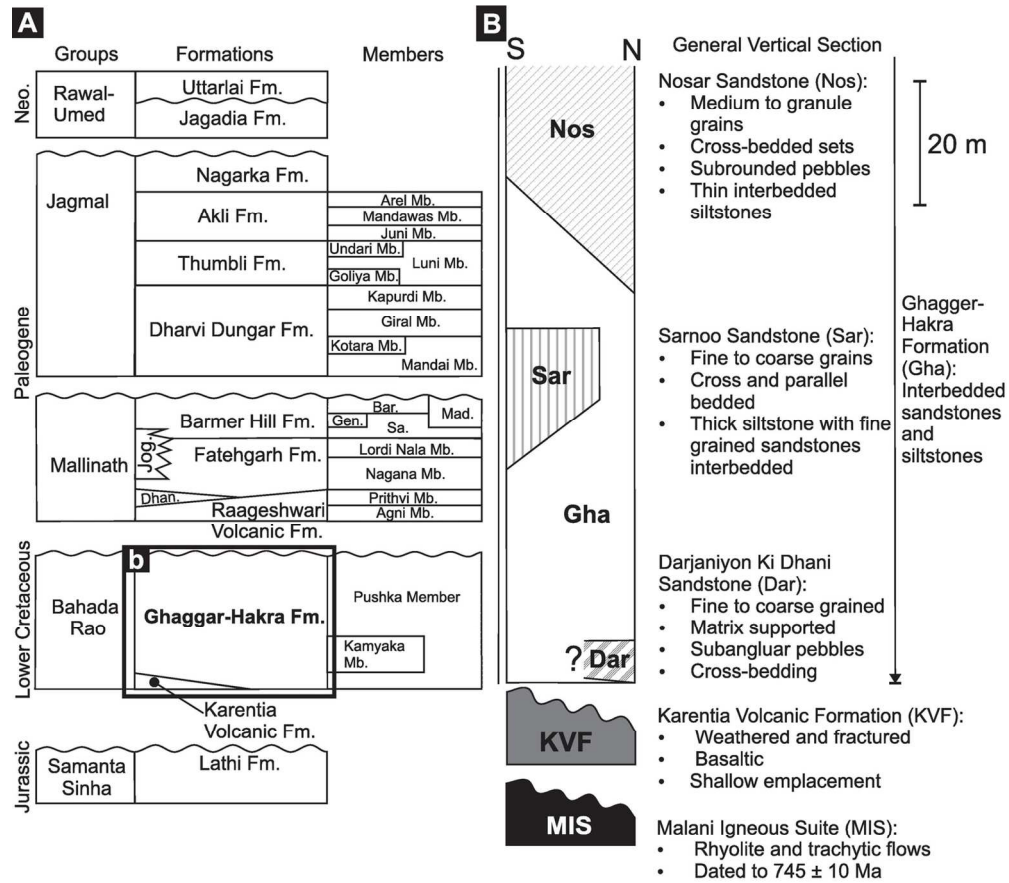 A
Groups Formations Members
Neo.
Rawal-
Umed
Uttarlai Fm.
Jagadia Fm.
Paleogene
Jagmal
Nagarka Fm.
Akli Fm.
Arel Mb.
Mandawas Mb.
Juni Mb.
Thumbli Fm.
Undari Mb.
Luni Mb.
Goliya Mb.
Dharvi Dungar Fm.
Kapurdi Mb.
Giral Mb.
Kotara Mb.
Mandai Mb.
Mallinath
Jog.
Barmer Hill Fm.
Bar.
Mad.
Gen.
Sa.
Fatehgarh Fm.
Lordi Nala Mb.
Nagana Mb.
Dhan.
Prithvi Mb.
Raageshwari
Volcanic Fm.
Agni Mb.
Lower Cretaceous
b
Bahada
Rao
Ghaggar-Hakra Fm.
Pushka Member
Kamyaka
Mb.
Karentia
Volcanic Fm.
Jurassic
Samanta
Sinha
Lathi Fm.
B
S N
General Vertical Section
Nos
Nosar Sandstone (Nos):
• Medium to granule
grains
• Cross-bedded sets
• Subrounded pebbles
• Thin interbedded
siltstones
20 m
Sar
Sarnoo Sandstone (Sar):
• Fine to coarse grains
• Cross and parallel
bedded
• Thick siltstone with fine
grained sandstones
interbedded
Ghagger-
Hakra
Formation
(Gha):
Interbedded
sandstones
and
siltstones
Gha
? Dar
Darjaniyon Ki Dhani
Sandstone (Dar):
• Fine to coarse grained
• Matrix supported
• Subangluar pebbles
• Cross-bedding
KVF
Karentia Volcanic Formation (KVF):
• Weathered and fractured
• Basaltic
• Shallow emplacement
MIS
Malani Igneous Suite (MIS):
• Rhyolite and trachytic flows
• Dated to 745 ± 10 Ma